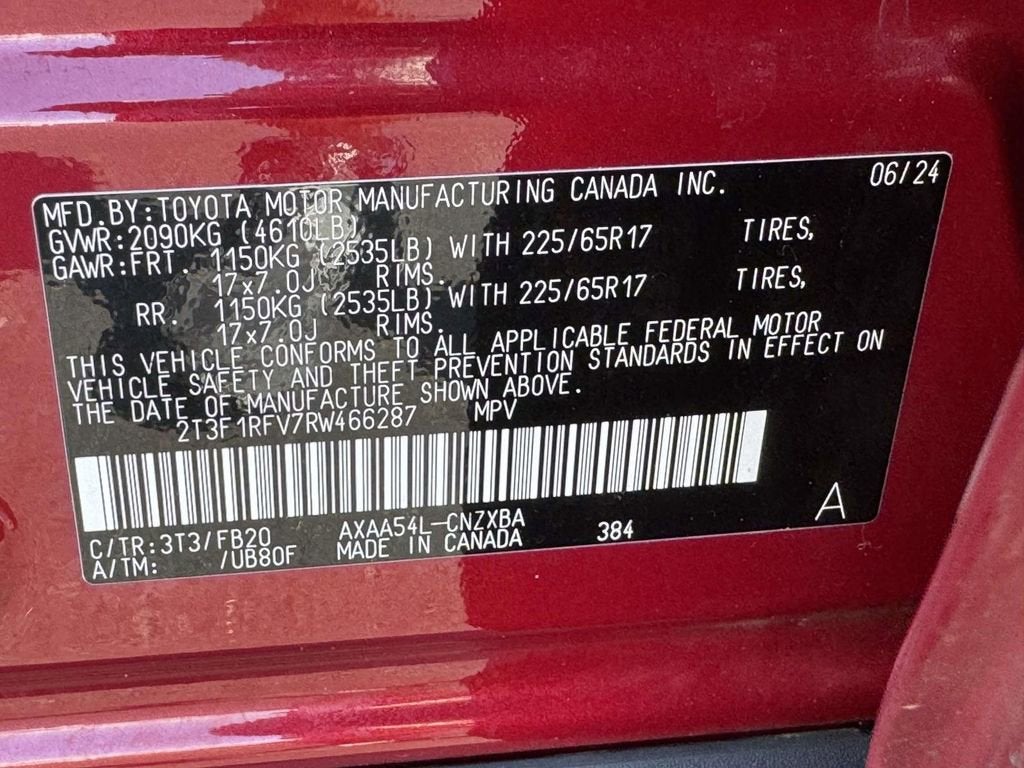 MFD.BY:TOYOTA MOTOR MANUFACTURING CANADA INC. 06/24
GVWR:2090KG (4610LB)
GAWR:FRT. 1150KG (2535LB) WITH 225/65R17 TIRES,
17x7.0J RIMS.
RR. 1150KG (2535LB) WITH 225/65R17 TIRES,
17x7.0J RIMS.
THIS VEHICLE CONFORMS TO ALL APPLICABLE FEDERAL MOTOR
VEHICLE SAFETY AND THEFT PREVENTION STANDARDS IN EFFECT ON
THE DATE OF MANUFACTURE SHOWN ABOVE.
2T3F1RFV7RW466287 MPV
C/TR:3T3/FB20 AXAA54L-CNZXBA 384 A
A/TM: /UB80F MADE IN CANADA